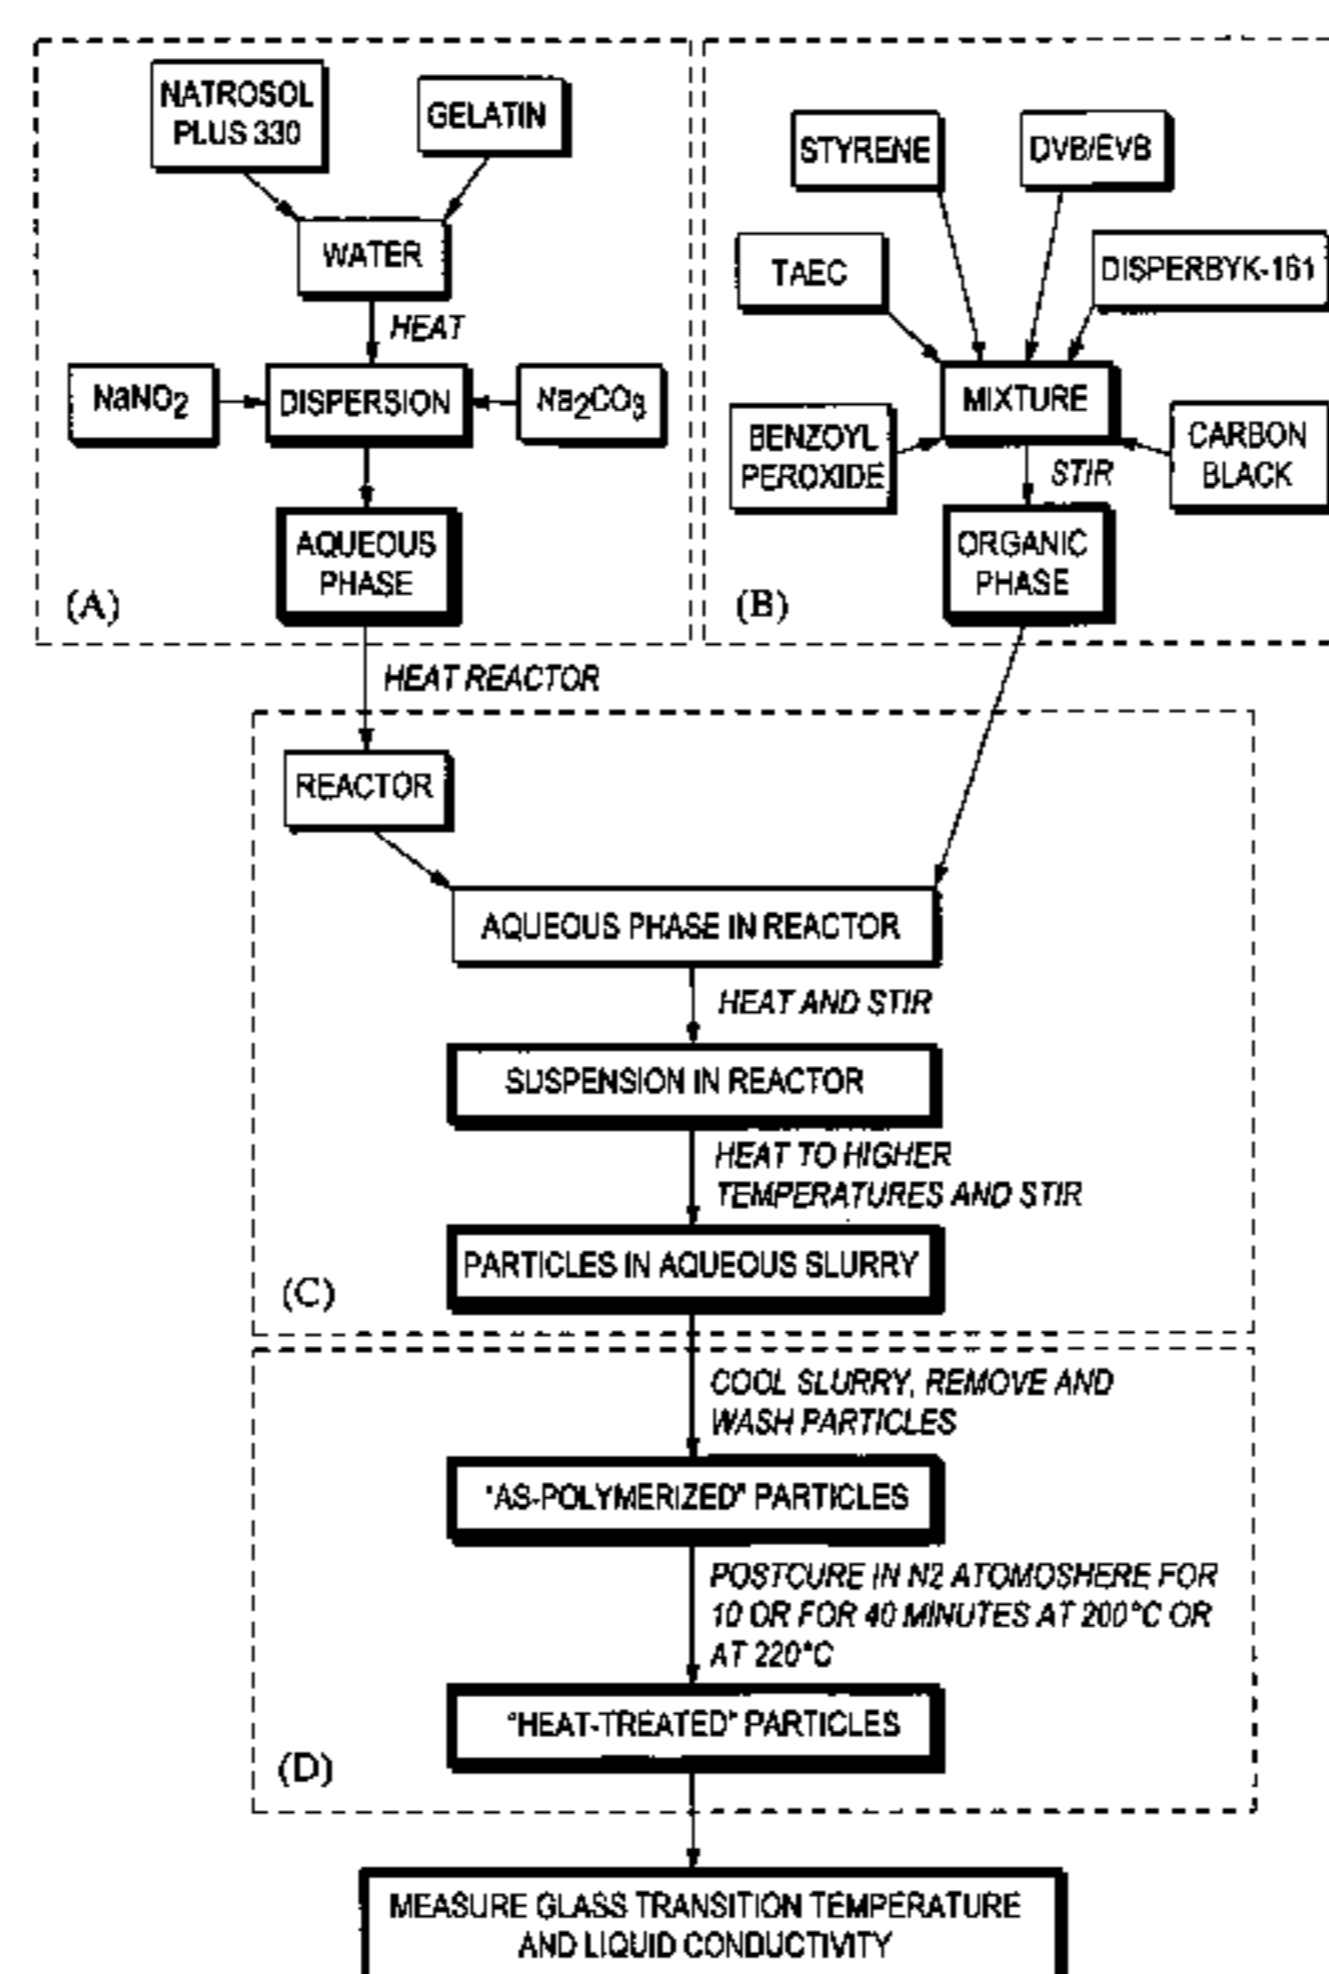 NATROSOL
PLUS 330
GELATIN
WATER
HEAT
NaNO2
DISPERSION
Na2CO3
AQUEOUS
PHASE
(A)
STYRENE
DVB/EVB
TAEC
DISPERBYK-161
MIXTURE
BENZOYL
PEROXIDE
CARBON
BLACK
STIR
ORGANIC
PHASE
(B)
HEAT REACTOR
REACTOR
AQUEOUS PHASE IN REACTOR
HEAT AND STIR
SUSPENSION IN REACTOR
HEAT TO HIGHER
TEMPERATURES AND STIR
PARTICLES IN AQUEOUS SLURRY
(C)
COOL SLURRY, REMOVE AND
WASH PARTICLES
"AS-POLYMERIZED" PARTICLES
POSTCURE IN N2 ATOMOSHERE FOR
10 OR FOR 40 MINUTES AT 200°C OR
AT 220°C
"HEAT-TREATED" PARTICLES
(D)
MEASURE GLASS TRANSITION TEMPERATURE
AND LIQUID CONDUCTIVITY